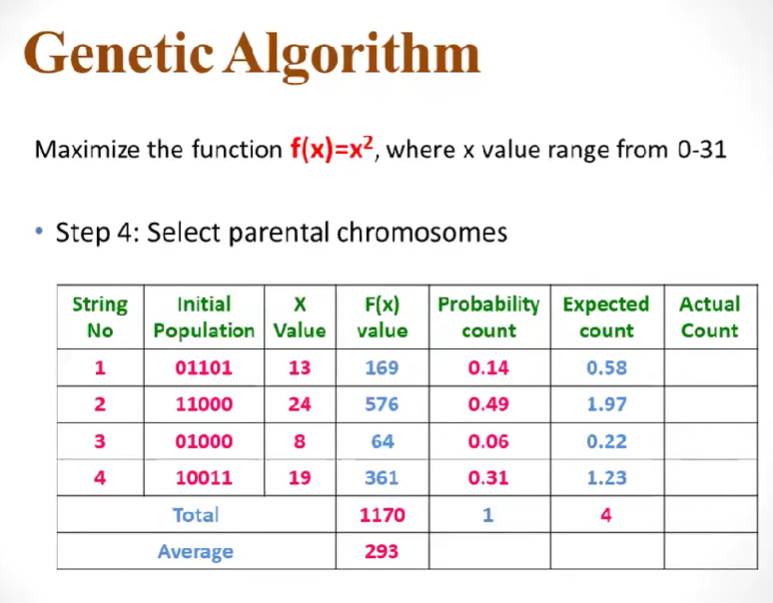 Genetic Algorithm
Maximize the function f(x)=x², where x value range from 0-31
• Step 4: Select parental chromosomes
String No Initial Population X Value F(x) value Probability count Expected count Actual Count
1 01101 13 169 0.14 0.58
2 11000 24 576 0.49 1.97
3 01000 8 64 0.06 0.22
4 10011 19 361 0.31 1.23
Total 1170 1 4
Average 293